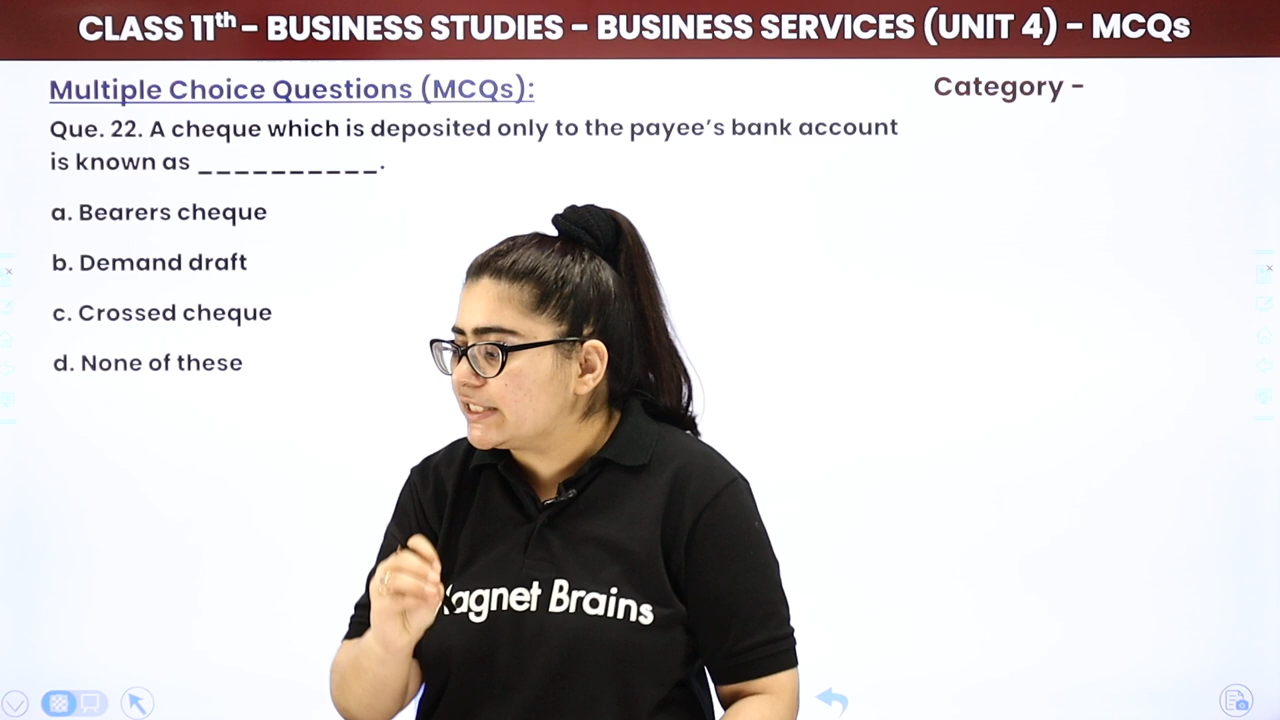 CLASS 11th - BUSINESS STUDIES - BUSINESS SERVICES (UNIT 4) - MCQs
Multiple Choice Questions (MCQs):
Category -
Que. 22. A cheque which is deposited only to the payee's bank account
is known as __________.
a. Bearers cheque
b. Demand draft
c. Crossed cheque
d. None of these
agnet Brains